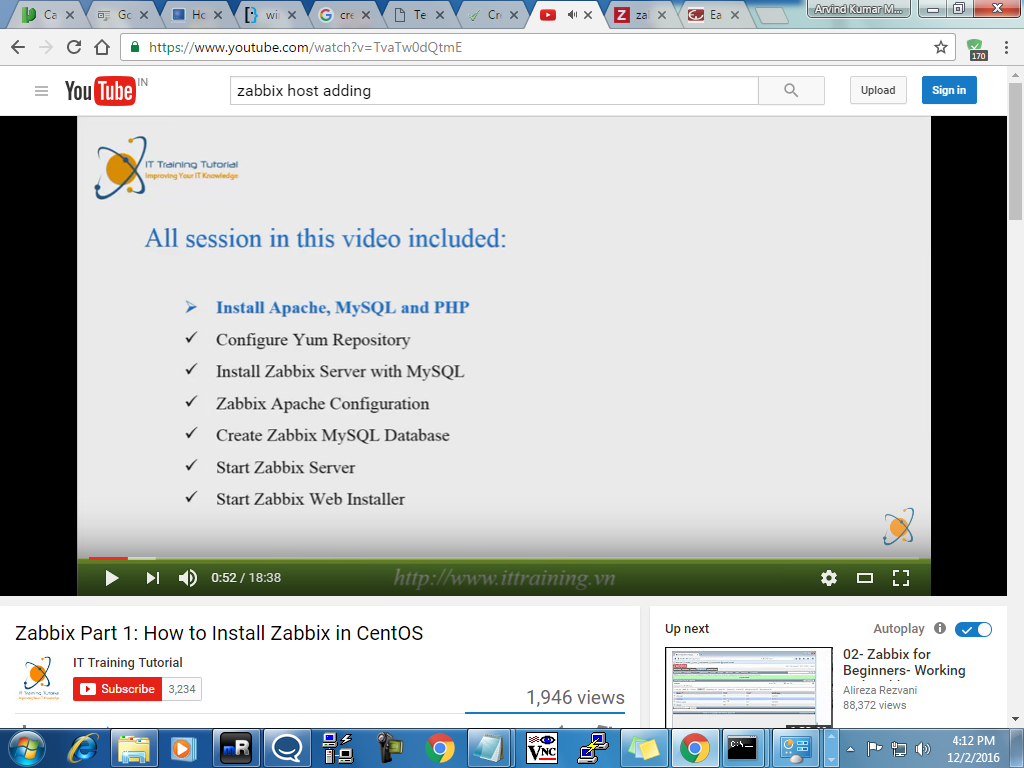 Ca
Go
Ho
wi
cre
Te
Cr
zal
Ea
Arvind Kumar M...
https://www.youtube.com/watch?v=TvaTw0dQtmE
170
YouTube IN
zabbix host adding
Upload
Sign in
IT Training Tutorial
Improving Your IT Knowledge
All session in this video included:
Install Apache, MySQL and PHP
Configure Yum Repository
Install Zabbix Server with MySQL
Zabbix Apache Configuration
Create Zabbix MySQL Database
Start Zabbix Server
Start Zabbix Web Installer
0:52 / 18:38
http://www.ittraining.vn
Zabbix Part 1: How to Install Zabbix in CentOS
IT Training Tutorial
Subscribe 3,234
1,946 views
Up next
Autoplay
02- Zabbix for
Beginners- Working
Alireza Rezvani
88,372 views
4:12 PM
12/2/2016